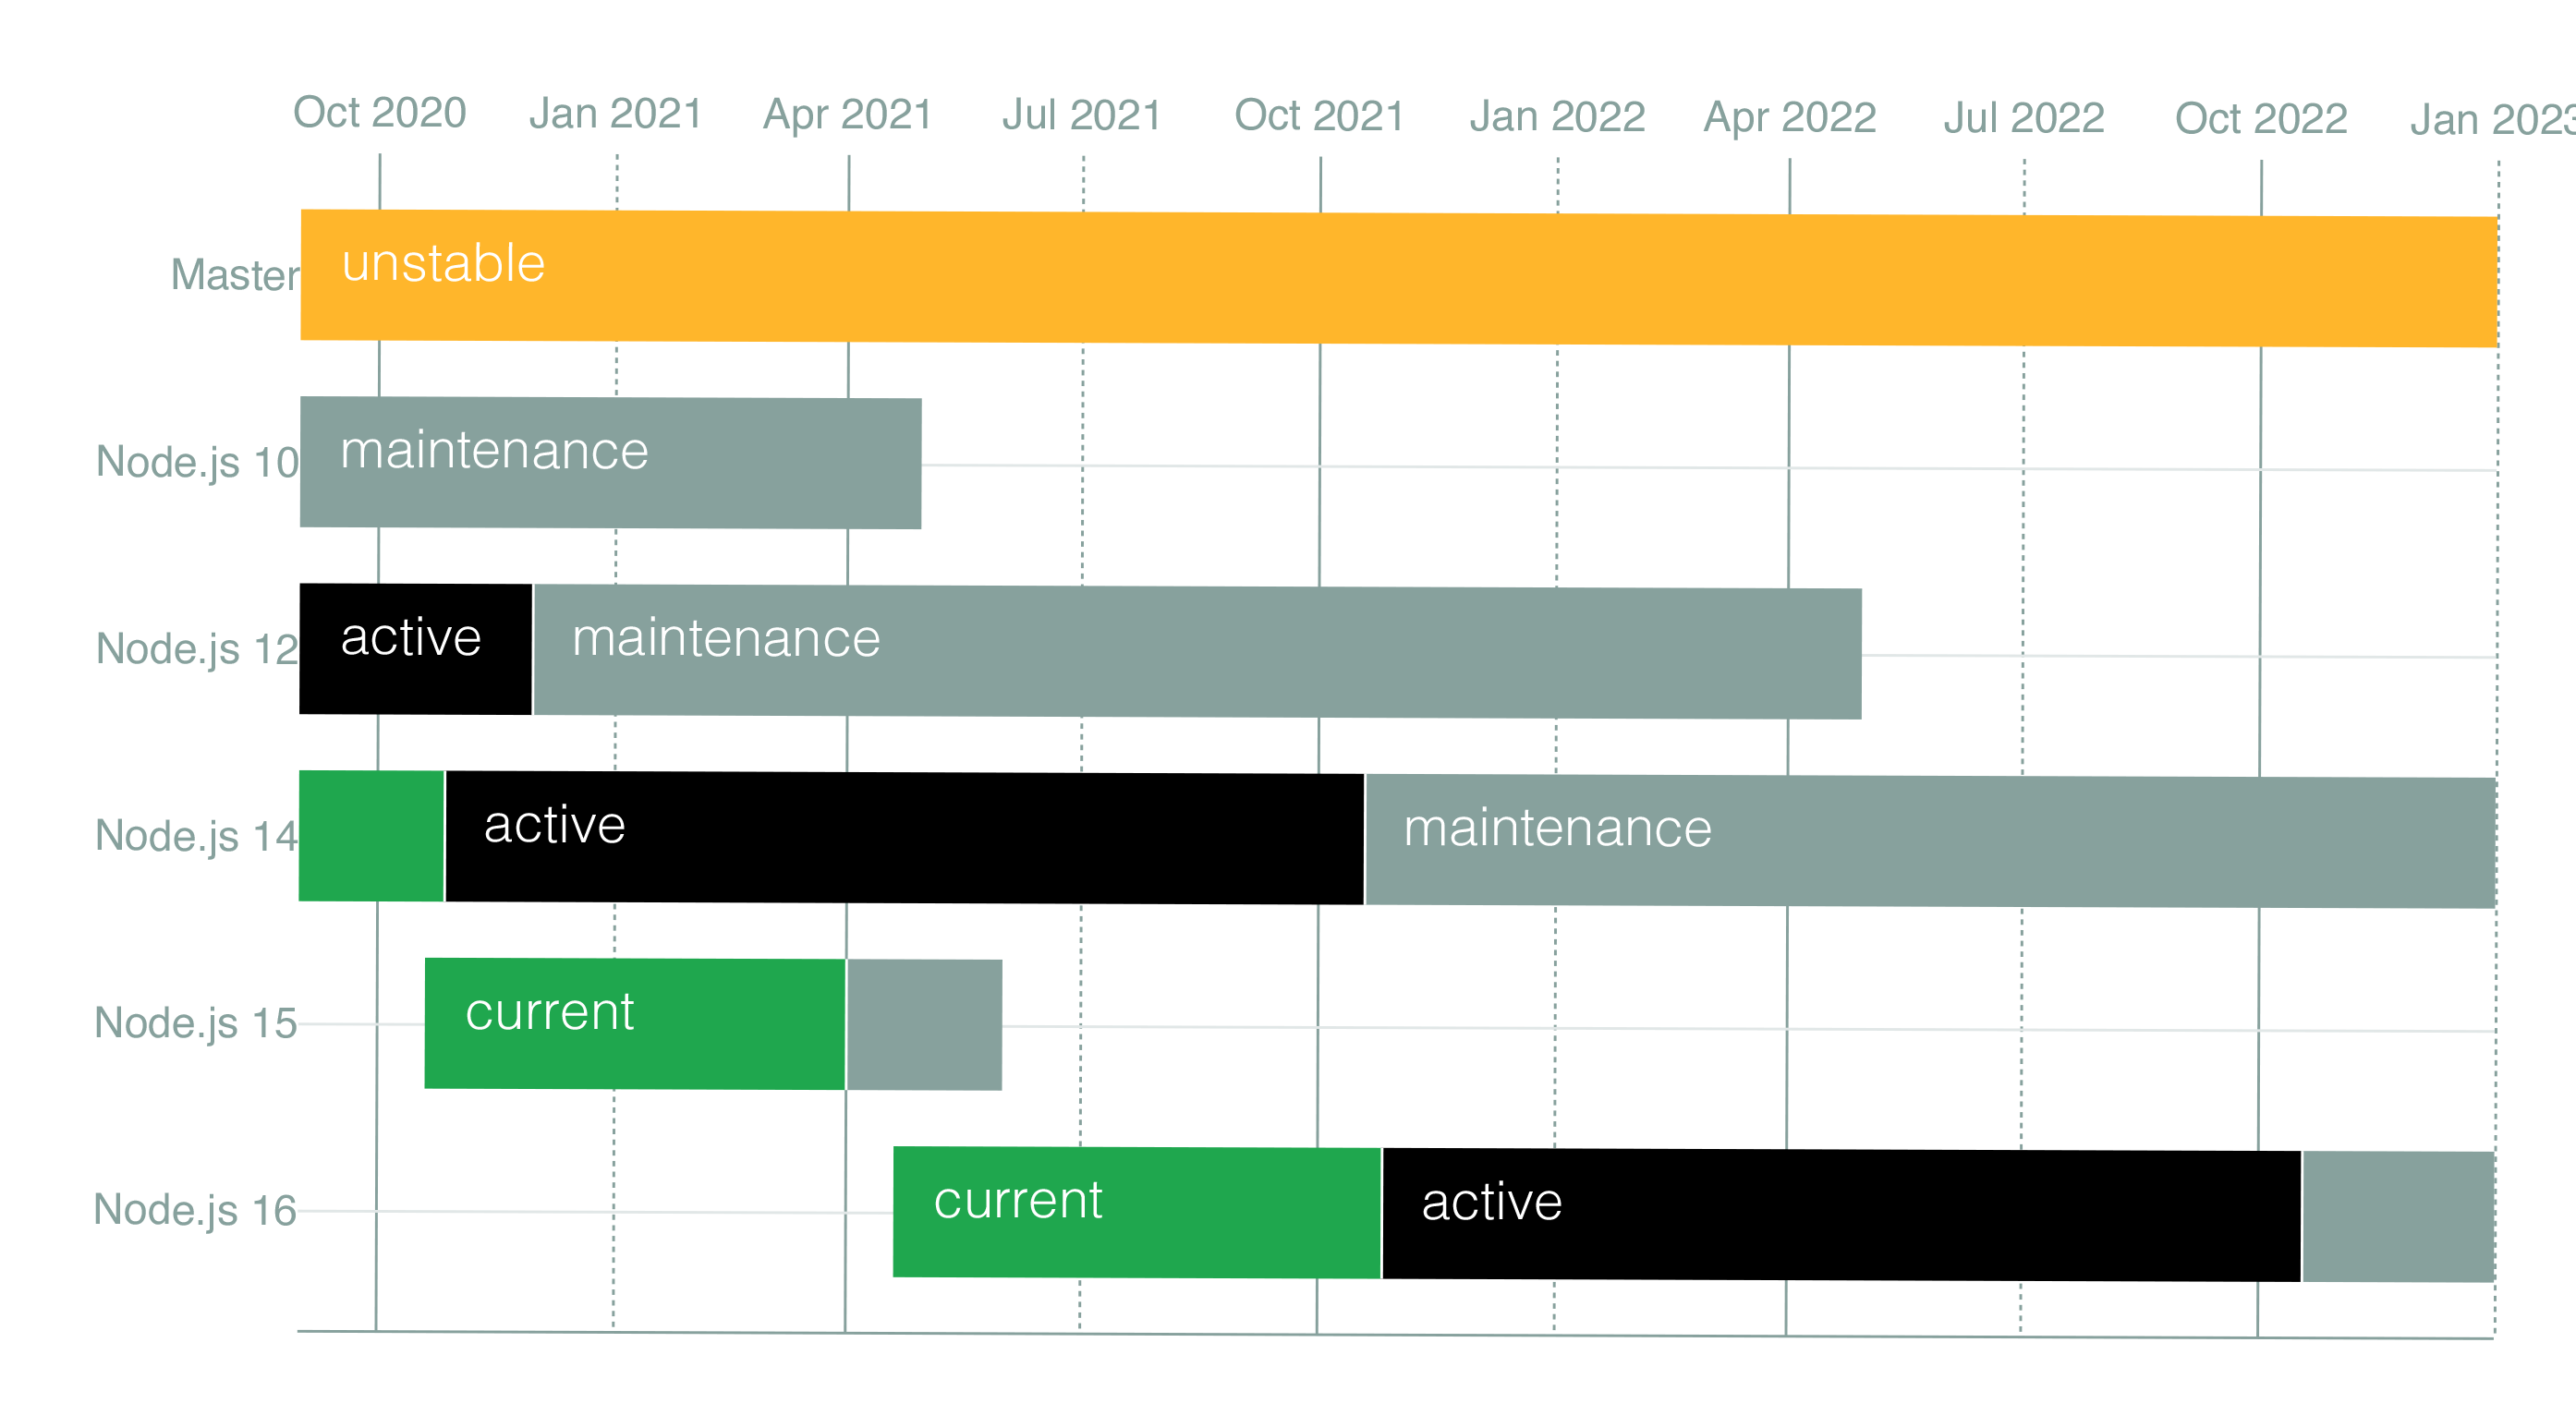 Oct 2020 Jan 2021 Apr 2021 Jul 2021 Oct 2021 Jan 2022 Apr 2022 Jul 2022 Oct 2022 Jan 2023
Master unstable
Node.js 10 maintenance
Node.js 12 active maintenance
Node.js 14 active maintenance
Node.js 15 current
Node.js 16 current active